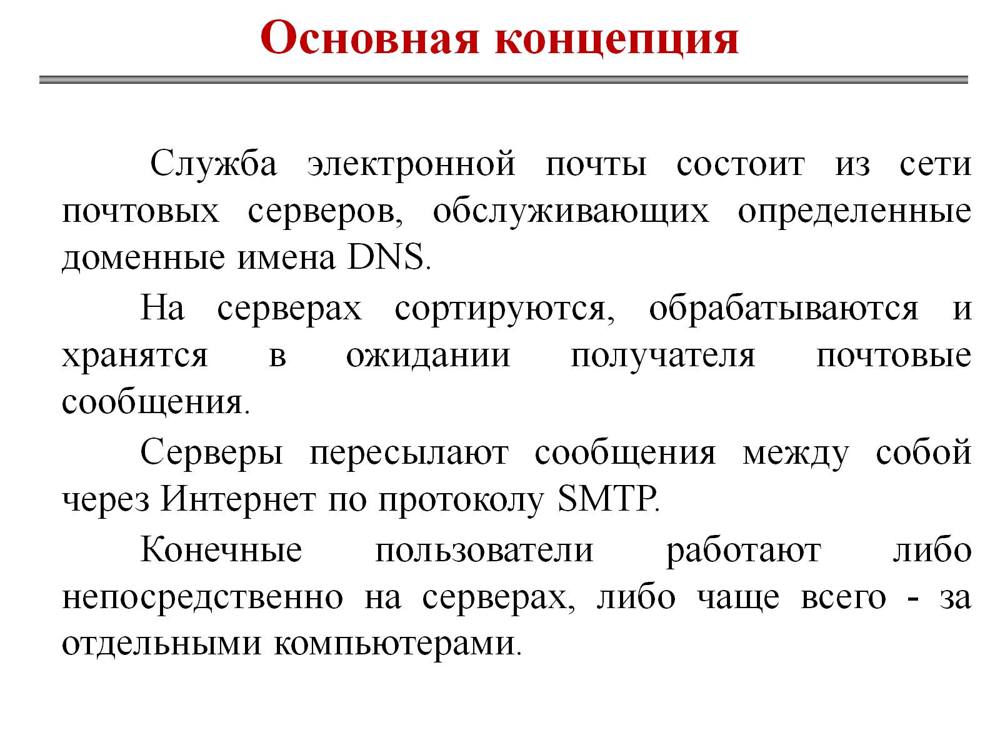 Основная концепция
Служба электронной почты состоит из сети
почтовых серверов, обслуживающих определенные
доменные имена DNS.
На серверах сортируются, обрабатываются и
хранятся в ожидании получателя почтовые
сообщения.
Серверы пересылают сообщения между собой
через Интернет по протоколу SMTP.
Конечные пользователи работают либо
непосредственно на серверах, либо чаще всего - за
отдельными компьютерами.